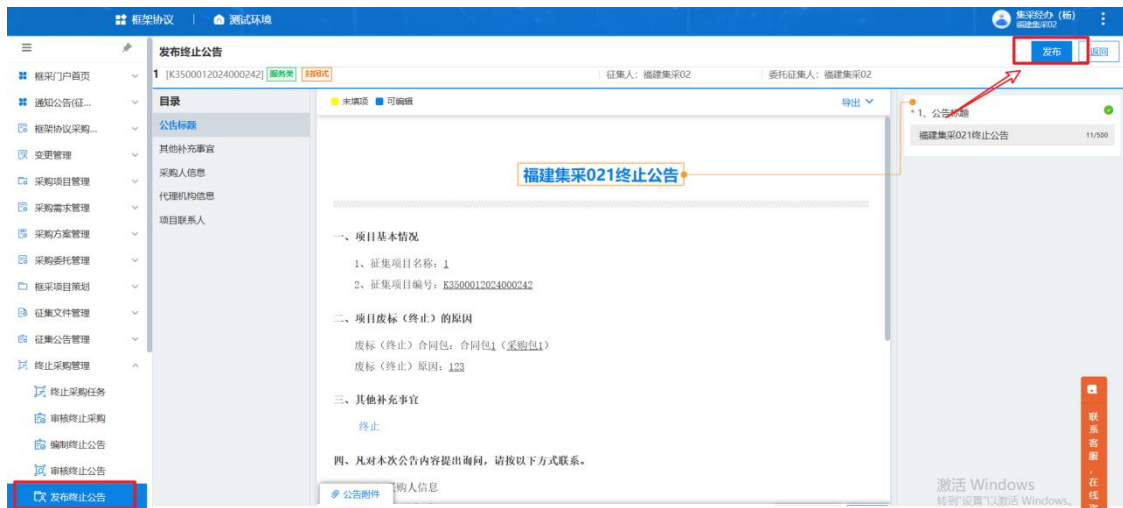 框架协议 | 测试环境
集采经办（杨）
福建集采02
发布终止公告
发布
返回
1 [K3500012024000242] 服务类 封闭式 征集人：福建集采02 委托征集人：福建集采02
框采门户首页
通知公告(征...
框架协议采购...
变更管理
采购项目管理
采购需求管理
采购方案管理
采购委托管理
框采项目策划
征集文件管理
征集公告管理
终止采购管理
终止采购任务
审核终止采购
编制终止公告
审核终止公告
发布终止公告
目录
公告标题
其他补充事宜
采购人信息
代理机构信息
项目联系人
未填项 可编辑
导出
福建集采021终止公告
一、项目基本情况
1、征集项目名称：1
2、征集项目编号：K3500012024000242
二、项目废标（终止）的原因
废标（终止）合同包：合同包1（采购包1）
废标（终止）原因：123
三、其他补充事宜
终止
四、凡对本次公告内容提出询问，请按以下方式联系。
购人信息
公告附件
* 1、公告标题
福建集采021终止公告 11/500
联系客服
在线
激活 Windows
转到"设置"以激活 Windows。